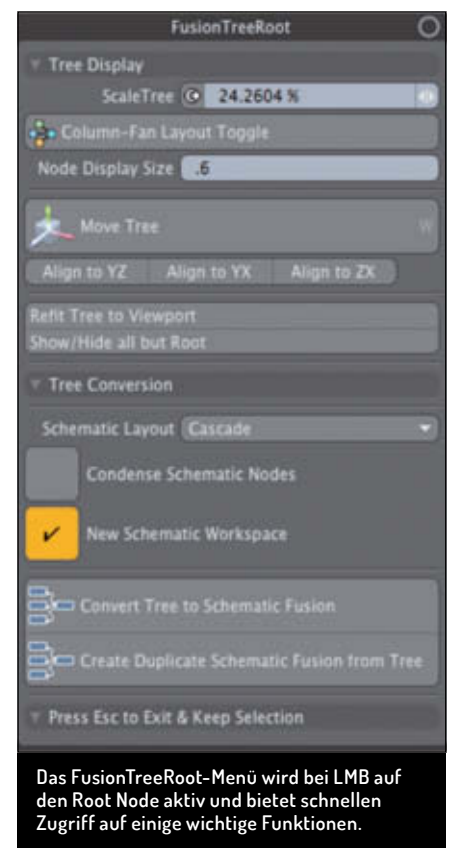 FusionTreeRoot
Tree Display
ScaleTree 24.2604 %
Column-Fan Layout Toggle
Node Display Size .6
Move Tree W
Align to YZ Align to YX Align to ZX
Refit Tree to Viewport
Show/Hide all but Root
Tree Conversion
Schematic Layout Cascade
Condense Schematic Nodes
New Schematic Workspace
Convert Tree to Schematic Fusion
Create Duplicate Schematic Fusion from Tree
Press Esc to Exit & Keep Selection
Das FusionTreeRoot-Menü wird bei LMB auf
den Root Node aktiv und bietet schnellen
Zugriff auf einige wichtige Funktionen.